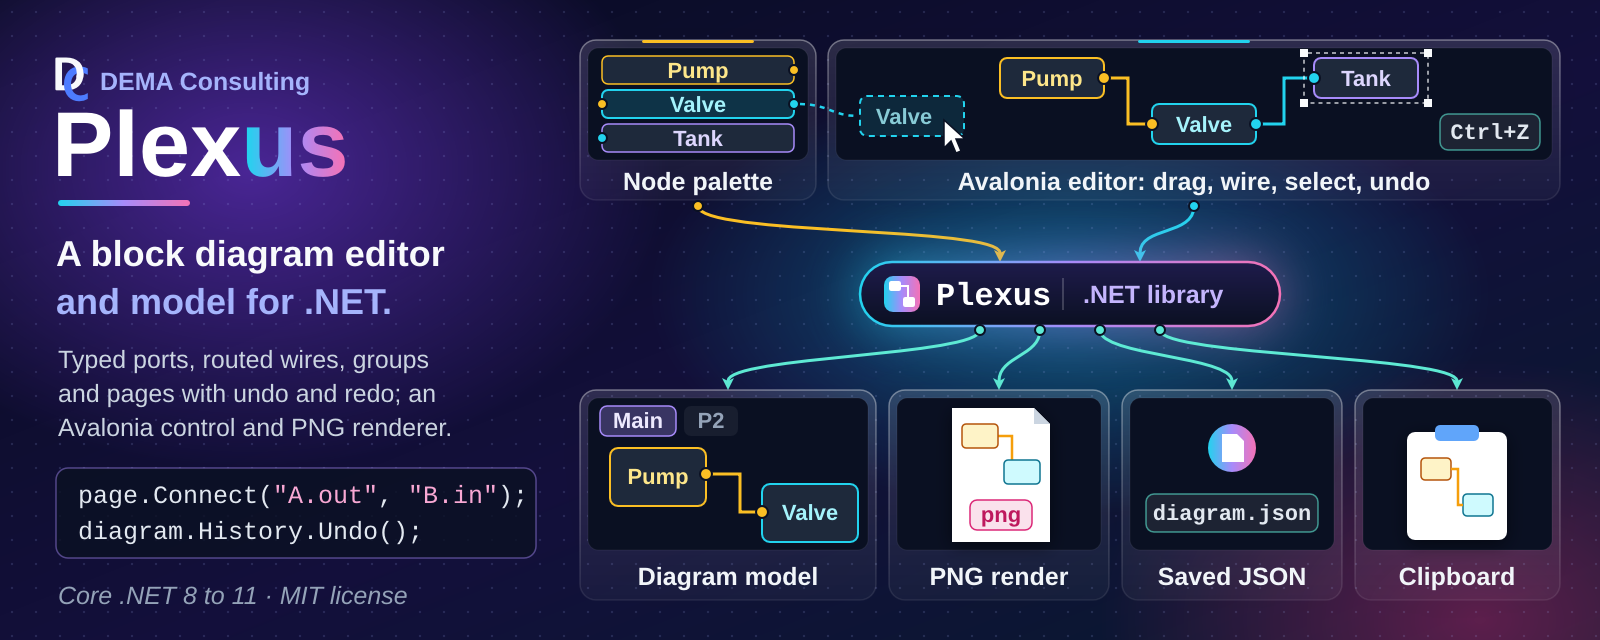 DC
DEMA Consulting
Plexus
A block diagram editor
and model for .NET.
Typed ports, routed wires, groups
and pages with undo and redo; an
Avalonia control and PNG renderer.
page.Connect("A.out", "B.in");
diagram.History.Undo();
Core .NET 8 to 11 · MIT license
Pump
Valve
Tank
Node palette
Valve
Pump
Valve
Tank
Ctrl+Z
Avalonia editor: drag, wire, select, undo
Plexus
.NET library
Main
P2
Pump
Valve
Diagram model
png
PNG render
diagram.json
Saved JSON
Clipboard